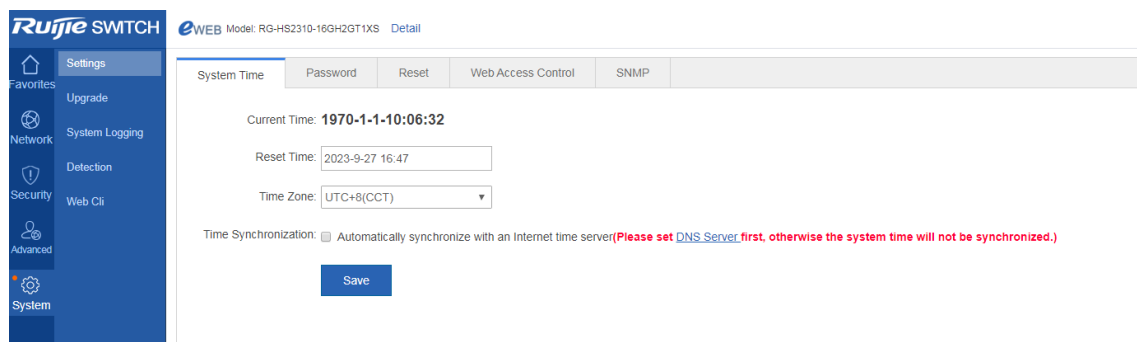 Ruijie SWITCH
eWEB Model: RG-HS2310-16GH2GT1XS Detail
Favorites
Network
Security
Advanced
System
Settings
Upgrade
System Logging
Detection
Web Cli
System Time Password Reset Web Access Control SNMP
Current Time: 1970-1-1-10:06:32
Reset Time: 2023-9-27 16:47
Time Zone: UTC+8(CCT)
Time Synchronization: Automatically synchronize with an Internet time server(Please set DNS Server first, otherwise the system time will not be synchronized.)
Save